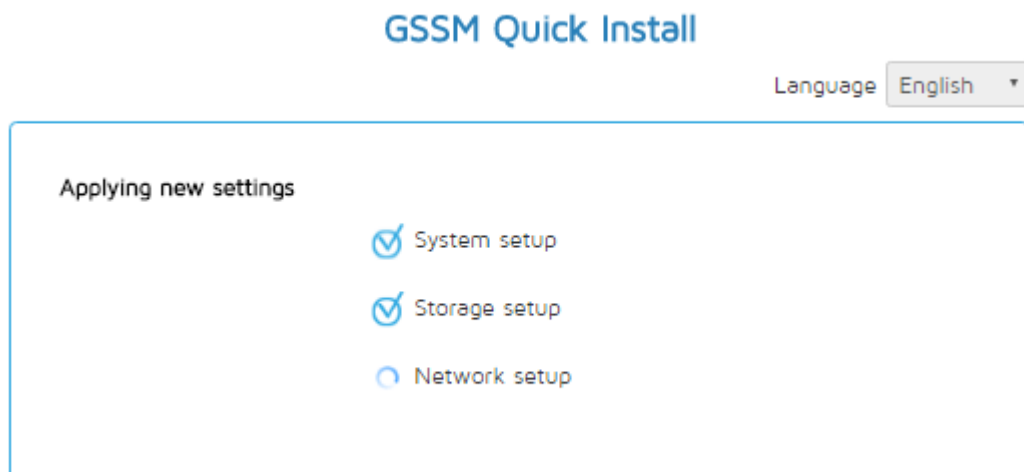 GSSM Quick Install
Language English
Applying new settings
System setup
Storage setup
Network setup